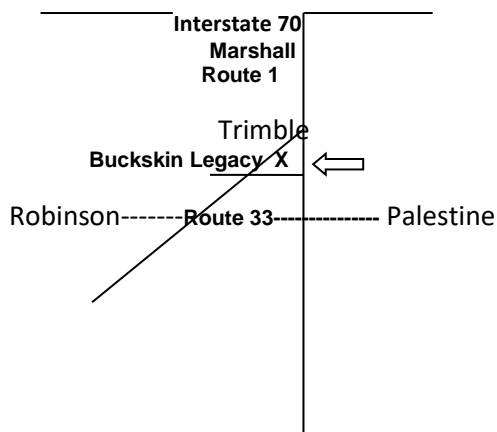 Interstate 70
Marshall
Route 1
Trimble
Buckskin Legacy X
Robinson-------Route 33--------------- Palestine